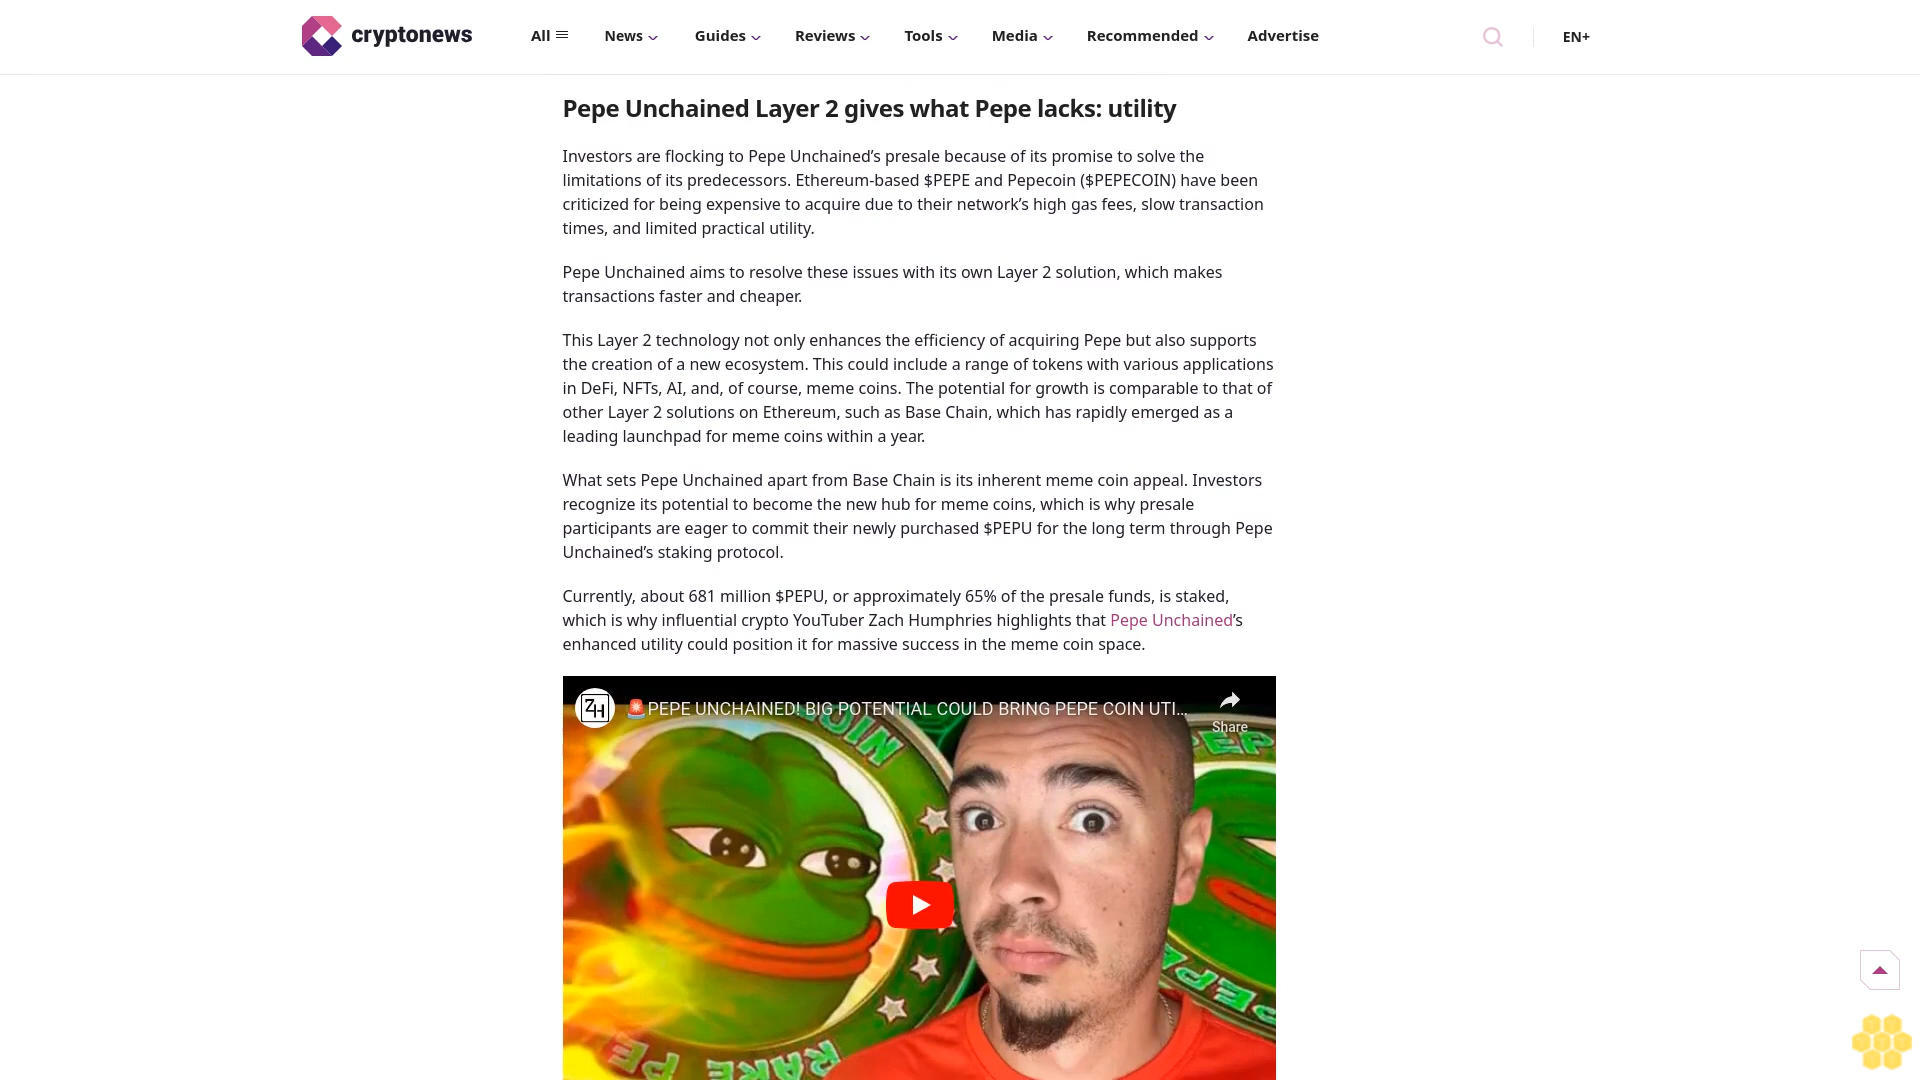 cryptonews
All
News
Guides
Reviews
Tools
Media
Recommended
Advertise
EN+
Pepe Unchained Layer 2 gives what Pepe lacks: utility
Investors are flocking to Pepe Unchained’s presale because of its promise to solve the
limitations of its predecessors. Ethereum-based $PEPE and Pepecoin ($PEPECOIN) have been
criticized for being expensive to acquire due to their network’s high gas fees, slow transaction
times, and limited practical utility.
Pepe Unchained aims to resolve these issues with its own Layer 2 solution, which makes
transactions faster and cheaper.
This Layer 2 technology not only enhances the efficiency of acquiring Pepe but also supports
the creation of a new ecosystem. This could include a range of tokens with various applications
in DeFi, NFTs, AI, and, of course, meme coins. The potential for growth is comparable to that of
other Layer 2 solutions on Ethereum, such as Base Chain, which has rapidly emerged as a
leading launchpad for meme coins within a year.
What sets Pepe Unchained apart from Base Chain is its inherent meme coin appeal. Investors
recognize its potential to become the new hub for meme coins, which is why presale
participants are eager to commit their newly purchased $PEPU for the long term through Pepe
Unchained’s staking protocol.
Currently, about 681 million $PEPU, or approximately 65% of the presale funds, is staked,
which is why influential crypto YouTuber Zach Humphries highlights that Pepe Unchained’s
enhanced utility could position it for massive success in the meme coin space.
ZH
🚨PEPE UNCHAINED! BIG POTENTIAL COULD BRING PEPE COIN UTI...
Share